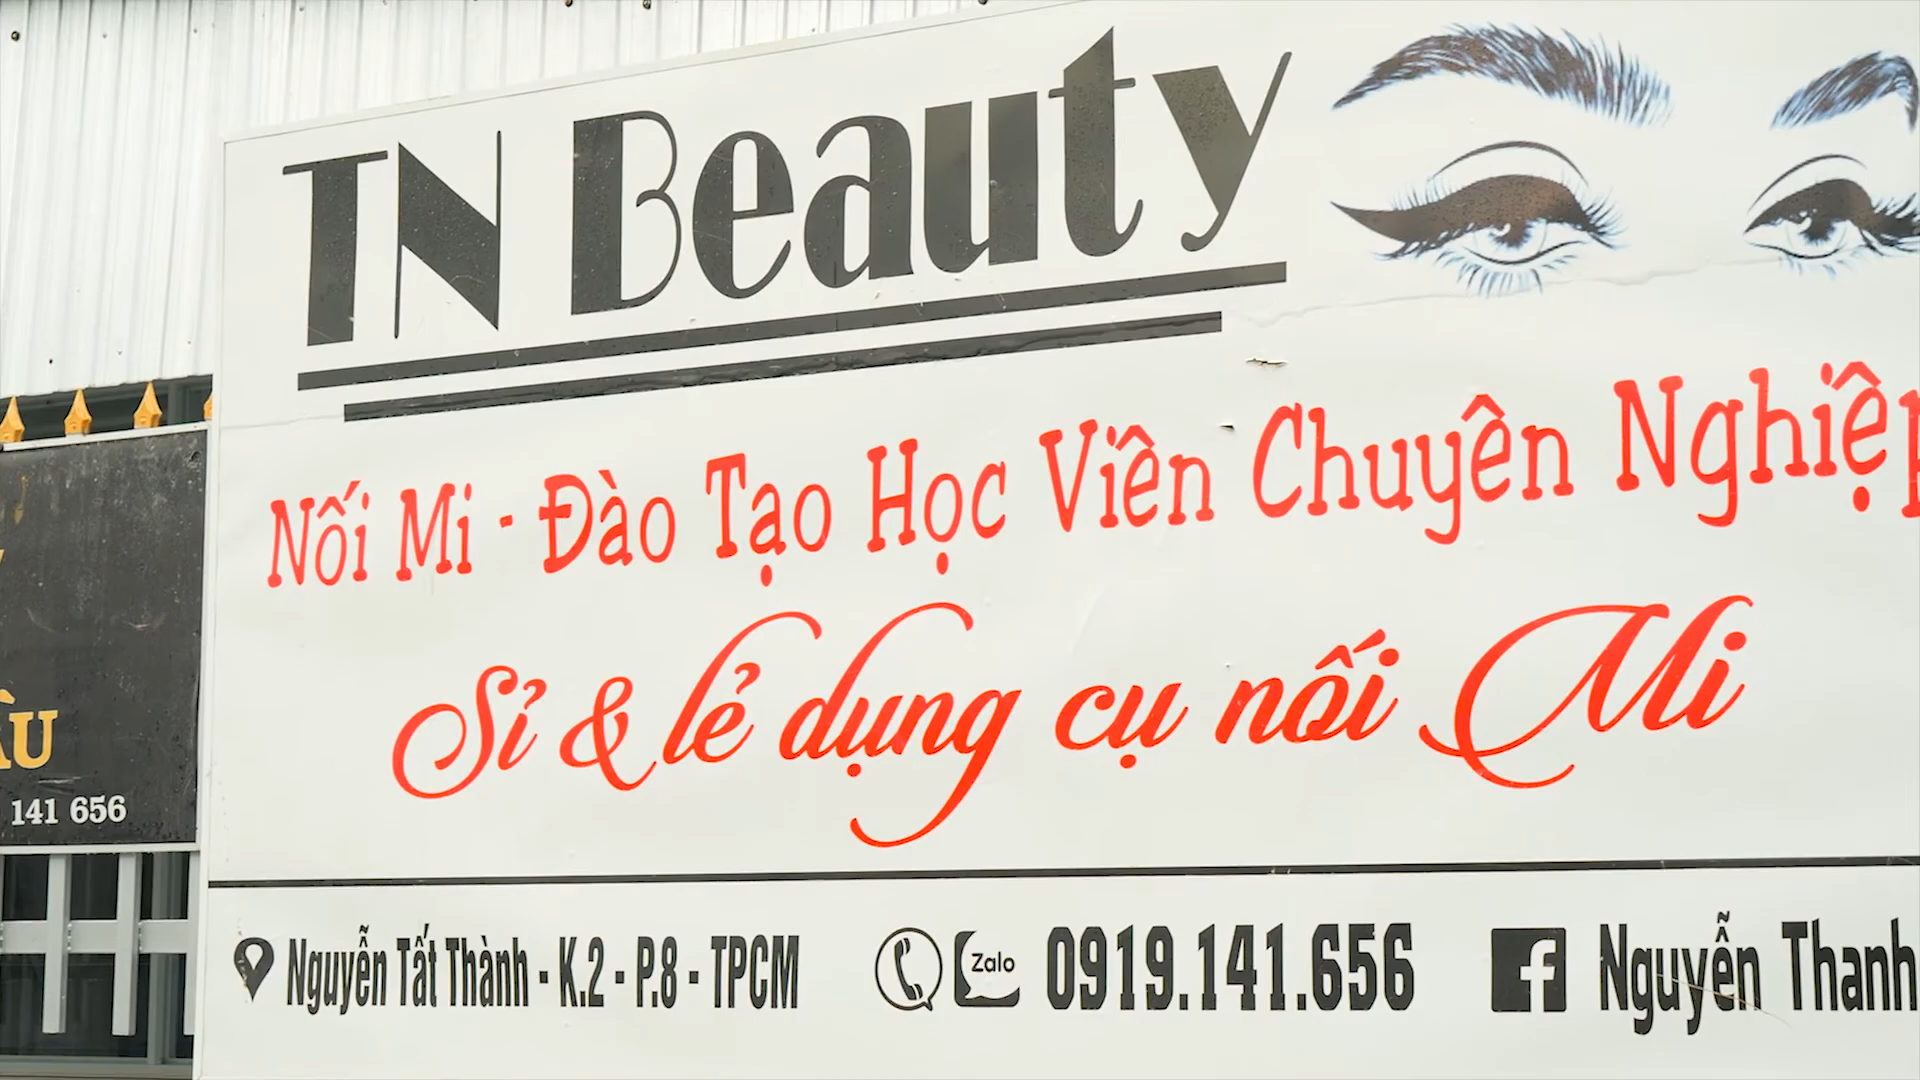 TN Beauty
Nối Mi - Đào Tạo Học Viên Chuyên Nghiệp
Sỉ & lẻ dụng cụ nối Mi
Nguyễn Tất Thành - K.2 - P.8 - TPCM
Zalo
0919.141.656
f
Nguyễn Thanh
141 656